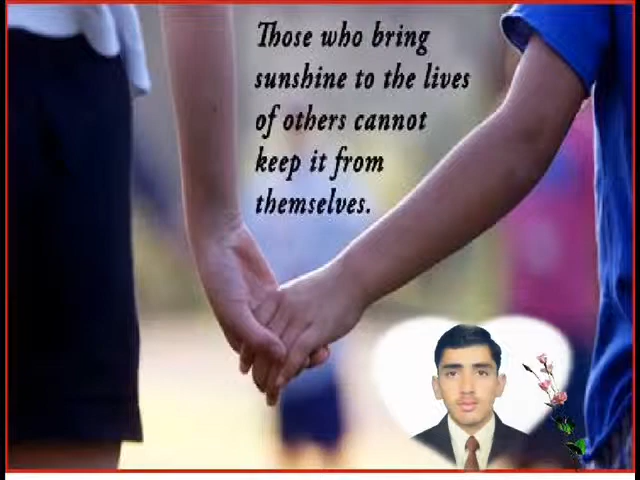 Those who bring
sunshine to the lives
of others cannot
keep it from
themselves.